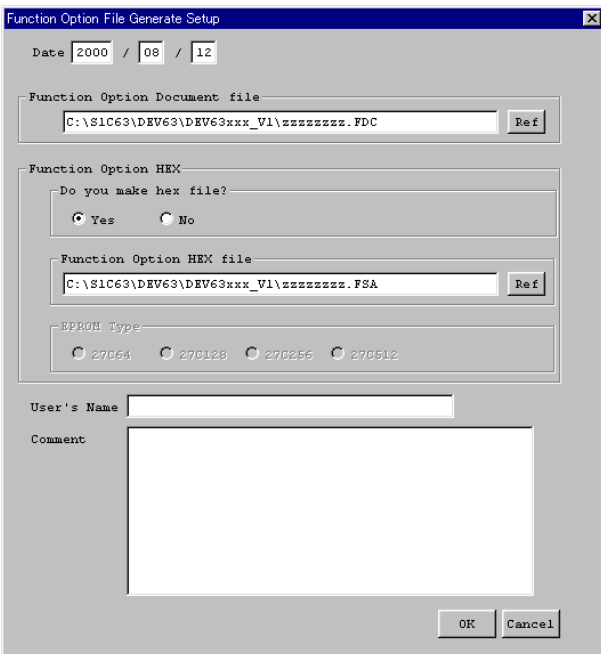 Function Option File Generate Setup
Date 2000 / 08 / 12
Function Option Document file
C:\S1C63\DEV63\DEV63xxx_V1\zzzzzzzz.FDC Ref
Function Option HEX
Do you make hex file?
Yes No
Function Option HEX file
C:\S1C63\DEV63\DEV63xxx_V1\zzzzzzzz.FSA Ref
EPROM Type
27C64 27C128 27C256 27C512
User's Name
Comment
OK Cancel